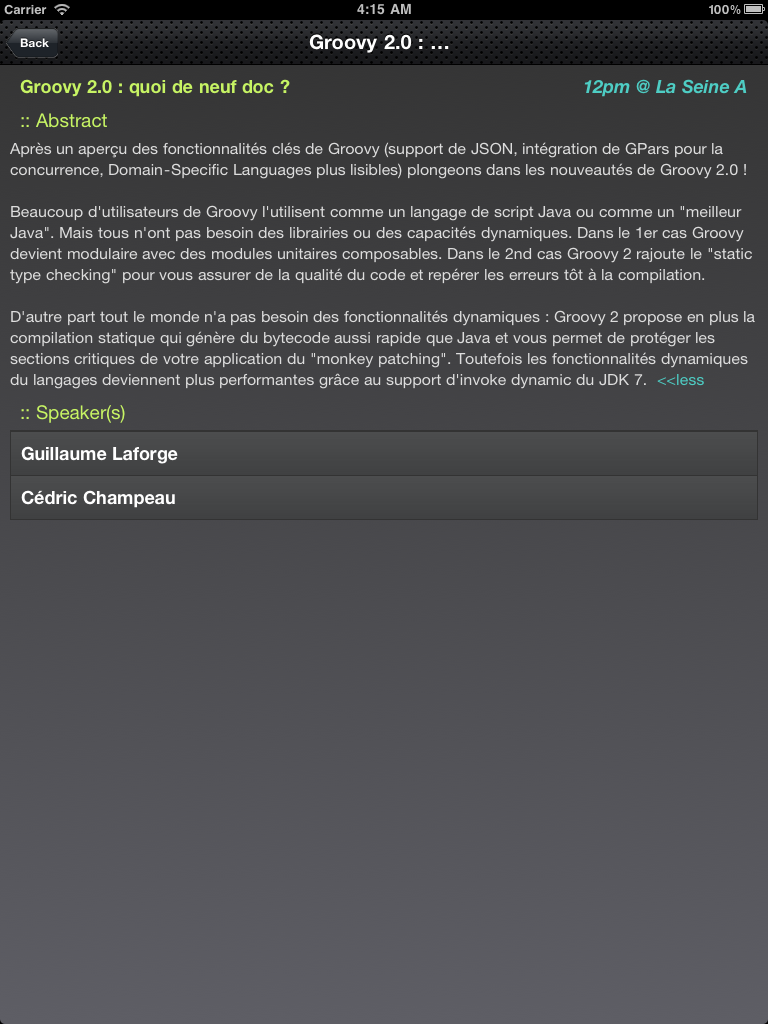 Carrier 4:15 AM 100%
Back Groovy 2.0 : ...
Groovy 2.0 : quoi de neuf doc ? 12pm @ La Seine A
:: Abstract
Après un aperçu des fonctionnalités clés de Groovy (support de JSON, intégration de GPars pour la
concurrence, Domain-Specific Languages plus lisibles) plongeons dans les nouveautés de Groovy 2.0 !
Beaucoup d'utilisateurs de Groovy l'utilisent comme un langage de script Java ou comme un "meilleur
Java". Mais tous n'ont pas besoin des librairies ou des capacités dynamiques. Dans le 1er cas Groovy
devient modulaire avec des modules unitaires composables. Dans le 2nd cas Groovy 2 rajoute le "static
type checking" pour vous assurer de la qualité du code et repérer les erreurs tôt à la compilation.
D'autre part tout le monde n'a pas besoin des fonctionnalités dynamiques : Groovy 2 propose en plus la
compilation statique qui génère du bytecode aussi rapide que Java et vous permet de protéger les
sections critiques de votre application du "monkey patching". Toutefois les fonctionnalités dynamiques
du langages deviennent plus performantes grâce au support d'invoke dynamic du JDK 7. <<less
:: Speaker(s)
Guillaume Laforge
Cédric Champeau